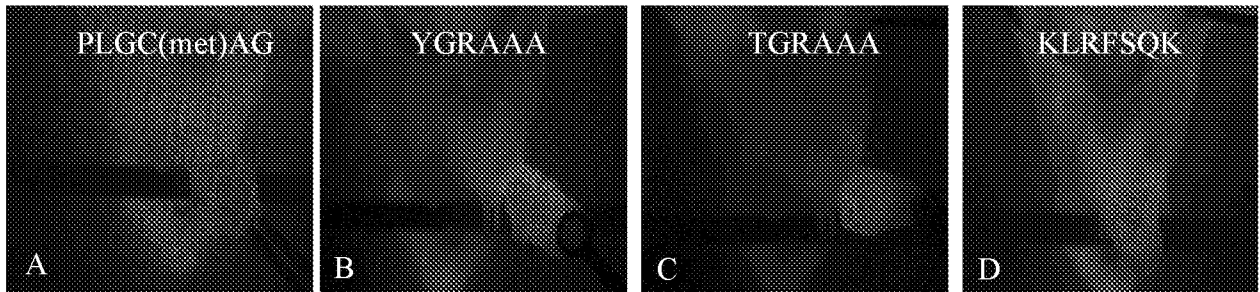 PLGC(met)AG
YGRAAA
TGRAAA
KLRFSQK
A
B
C
D